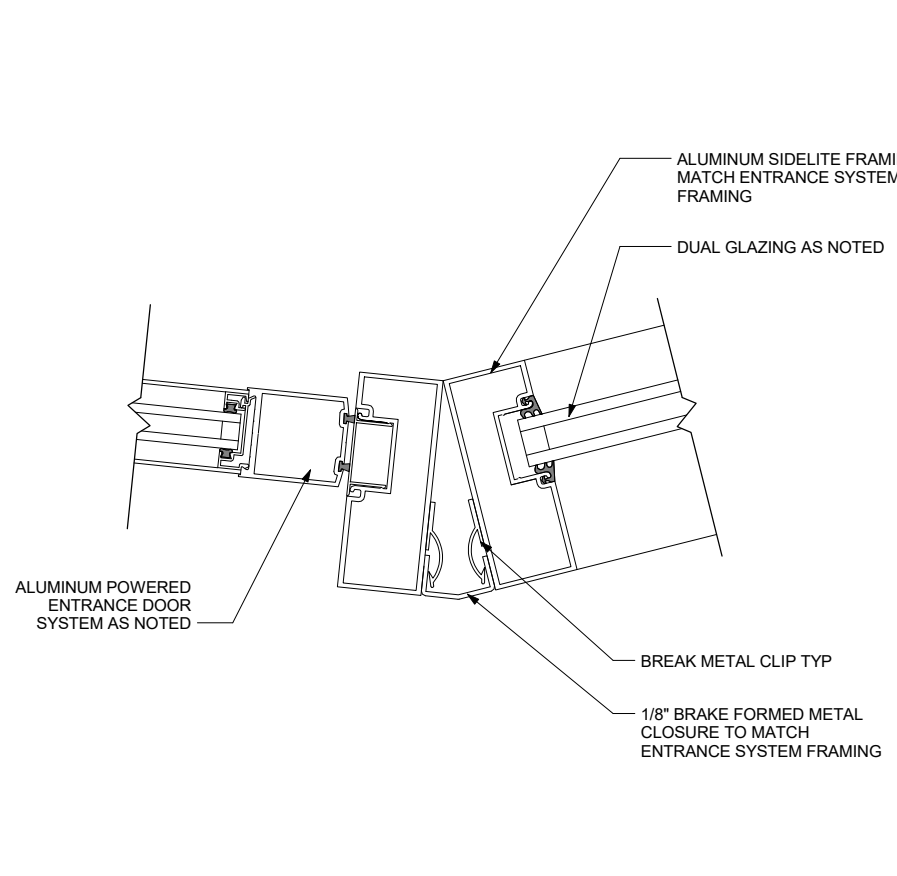 ALUMINUM SIDELITE FRAMI
MATCH ENTRANCE SYSTEM
FRAMING
DUAL GLAZING AS NOTED
ALUMINUM POWERED
ENTRANCE DOOR
SYSTEM AS NOTED
BREAK METAL CLIP TYP
1/8" BRAKE FORMED METAL
CLOSURE TO MATCH
ENTRANCE SYSTEM FRAMING